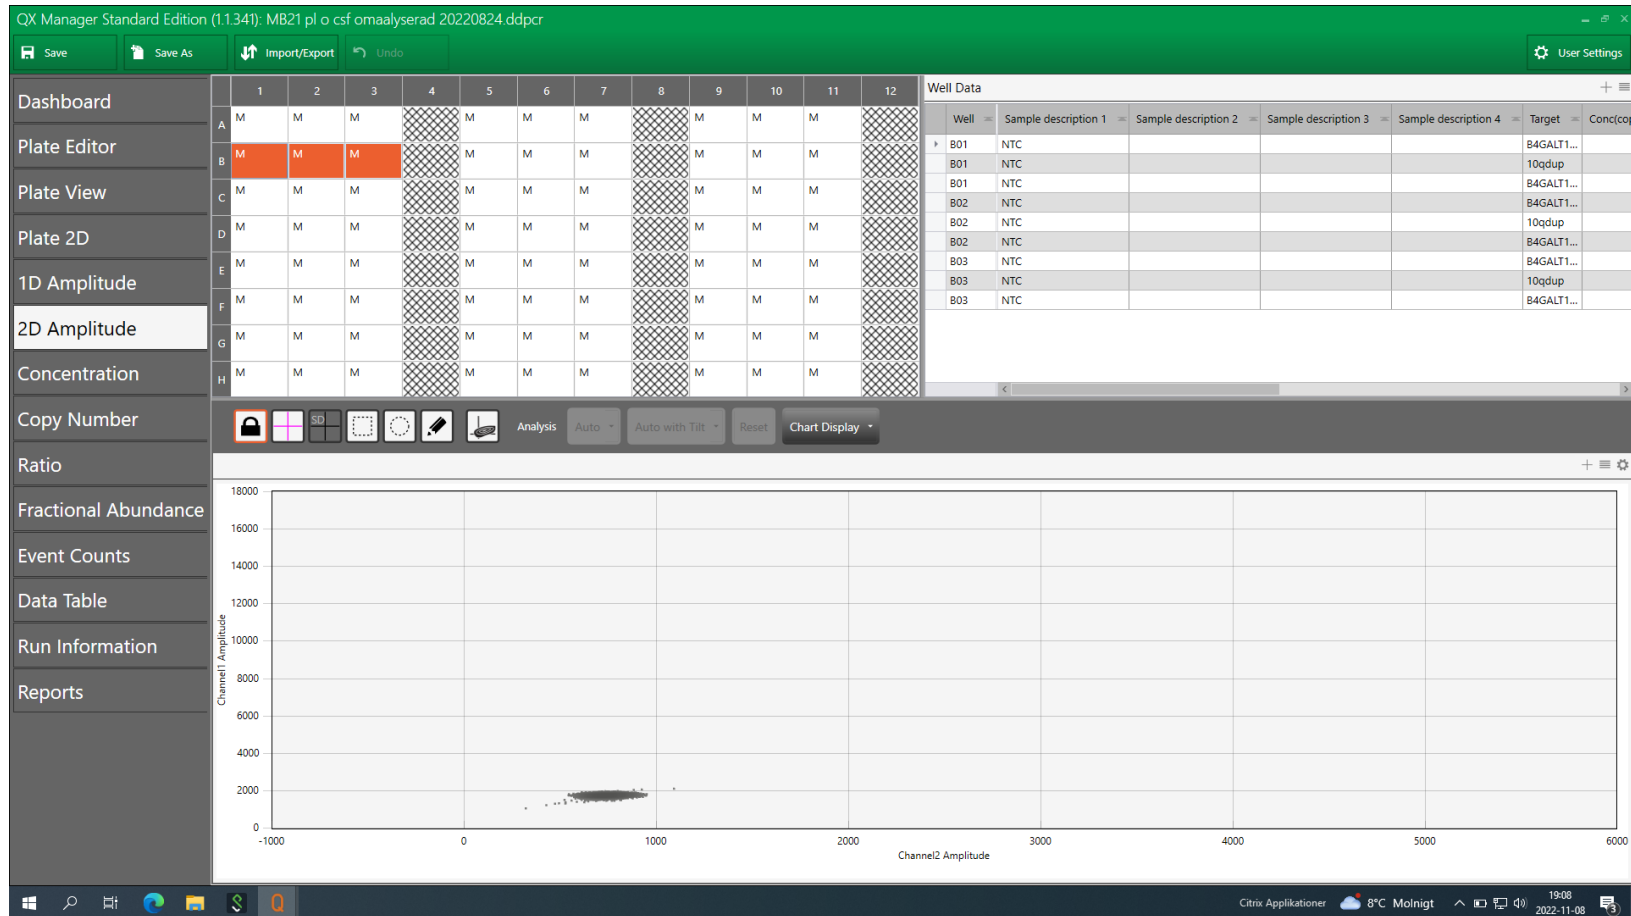 QX Manager Standard Edition (1.1.341): MB21 pl o csf omaalyserad 20220824.ddpcr
Save Save As Import/Export Undo User Settings
Dashboard
Plate Editor
Plate View
Plate 2D
1D Amplitude
2D Amplitude
Concentration
Copy Number
Ratio
Fractional Abundance
Event Counts
Data Table
Run Information
Reports
1 2 3 4 5 6 7 8 9 10 11 12
A M M M M M M M M M
B M M M M M M M M M
C M M M M M M M M M
D M M M M M M M M M
E M M M M M M M M M
F M M M M M M M M M
G M M M M M M M M M
H M M M M M M M M M
Well Data
Well Sample description 1 Sample description 2 Sample description 3 Sample description 4 Target Conc(cop
B01 NTC B4GALT1...
B01 NTC 10qdup
B01 NTC B4GALT1...
B02 NTC B4GALT1...
B02 NTC 10qdup
B02 NTC B4GALT1...
B03 NTC B4GALT1...
B03 NTC 10qdup
B03 NTC B4GALT1...
SD Analysis Auto Auto with Tilt Reset Chart Display
Channel1 Amplitude
18000
16000
14000
12000
10000
8000
6000
4000
2000
0
-1000 0 1000 2000 3000 4000 5000 6000
Channel2 Amplitude
Citrix Applikationer 8°C Molnigt 19:08
2022-11-08 3